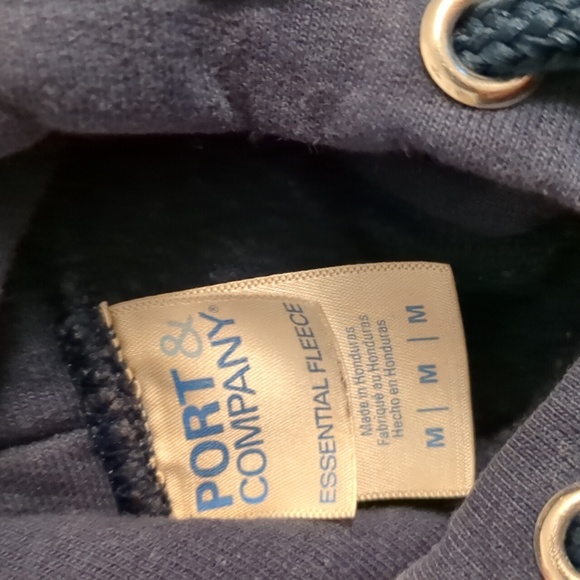 PORT &
COMPANY®
ESSENTIAL FLEECE
Made in Honduras
Fabriqué au Honduras
Hecho en Honduras
M | M | M